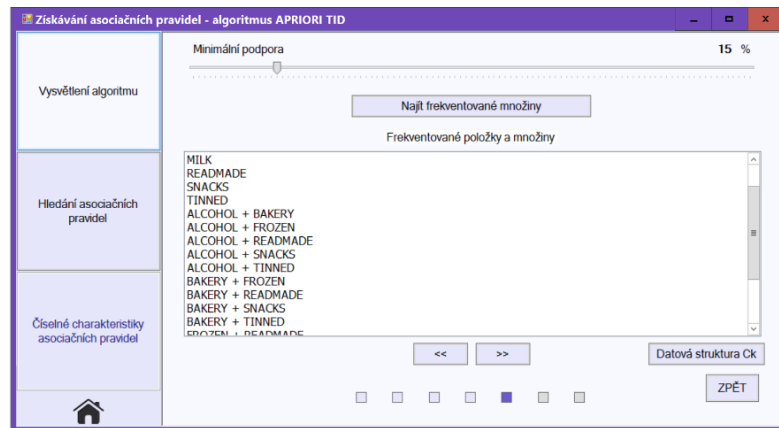 Získávání asociačních pravidel - algoritmus APRIORI TID
Vysvětlení algoritmu
Hledání asociačních
pravidel
Číselné charakteristiky
asociačních pravidel
Minimální podpora
15 %
Najít frekventované množiny
Frekventované položky a množiny
MILK
READMADE
SNACKS
TINNED
ALCOHOL + BAKERY
ALCOHOL + FROZEN
ALCOHOL + READMADE
ALCOHOL + SNACKS
ALCOHOL + TINNED
BAKERY + FROZEN
BAKERY + READMADE
BAKERY + SNACKS
BAKERY + TINNED
FROZEN + READMADE
<<
>>
Datová struktura Ck
ZPĚT